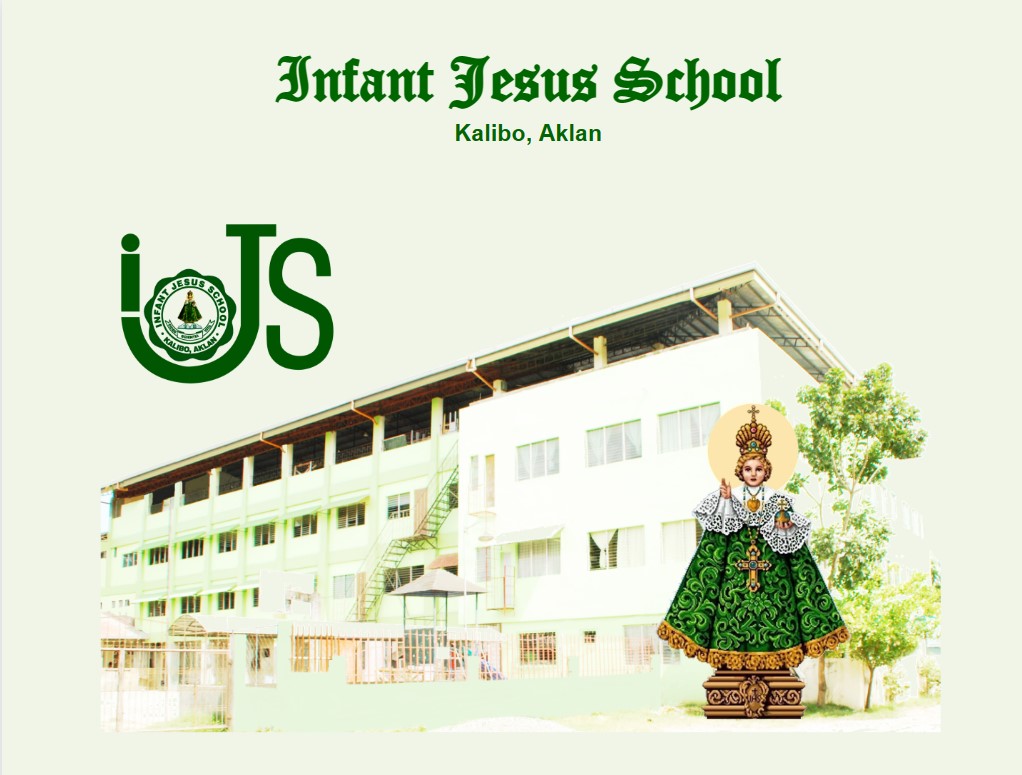 Infant Jesus School
Kalibo, Aklan
iJS
INFANT JESUS SCHOOL
KALIBO, AKLAN